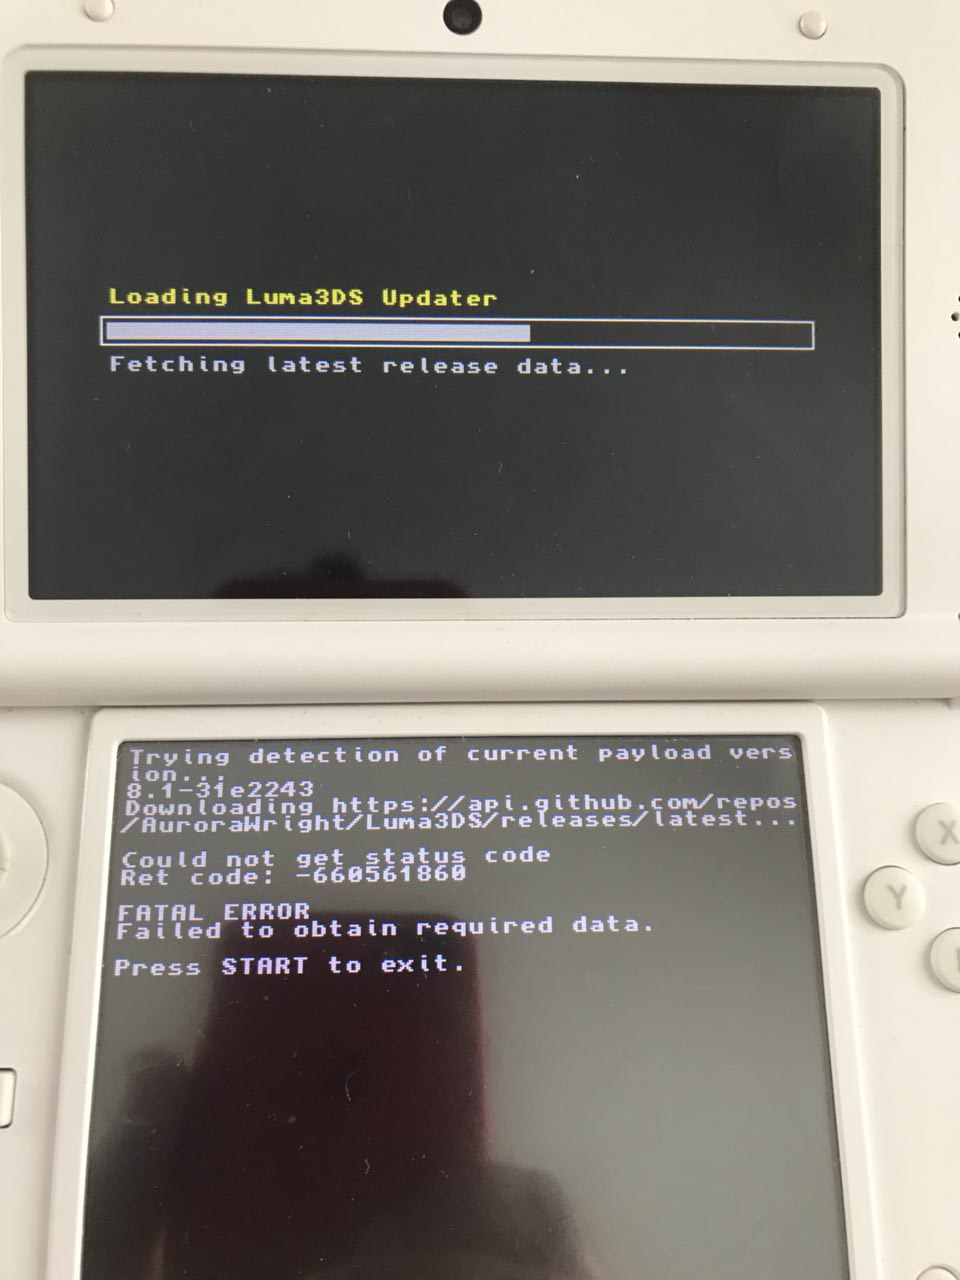 Loading Luma3DS Updater
Fetching latest release data...
Trying detection of current payload vers
ion...
8.1-31e2243
Downloading https://api.github.com/repos
/AuroraWright/Luma3DS/releases/latest...
Could not get status code
Ret code: -660561860
FATAL ERROR
Failed to obtain required data.
Press START to exit.
X
Y